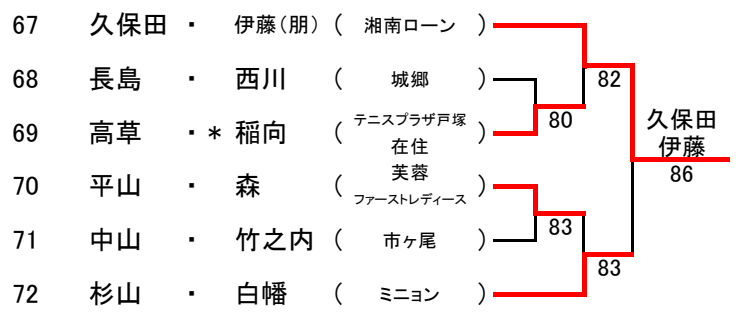 67 久保田 ・ 伊藤（朋） ( 湘南ローン )
82
68 長島 ・ 西川 ( 城郷 )
80
69 高草 ・ * 稲向 ( テニスプラザ戸塚 在住 )
久保田
伊藤
86
70 平山 ・ 森 ( 芙蓉 ファーストレディース )
83
71 中山 ・ 竹之内 ( 市ヶ尾 )
83
72 杉山 ・ 白幡 ( ミニョン )